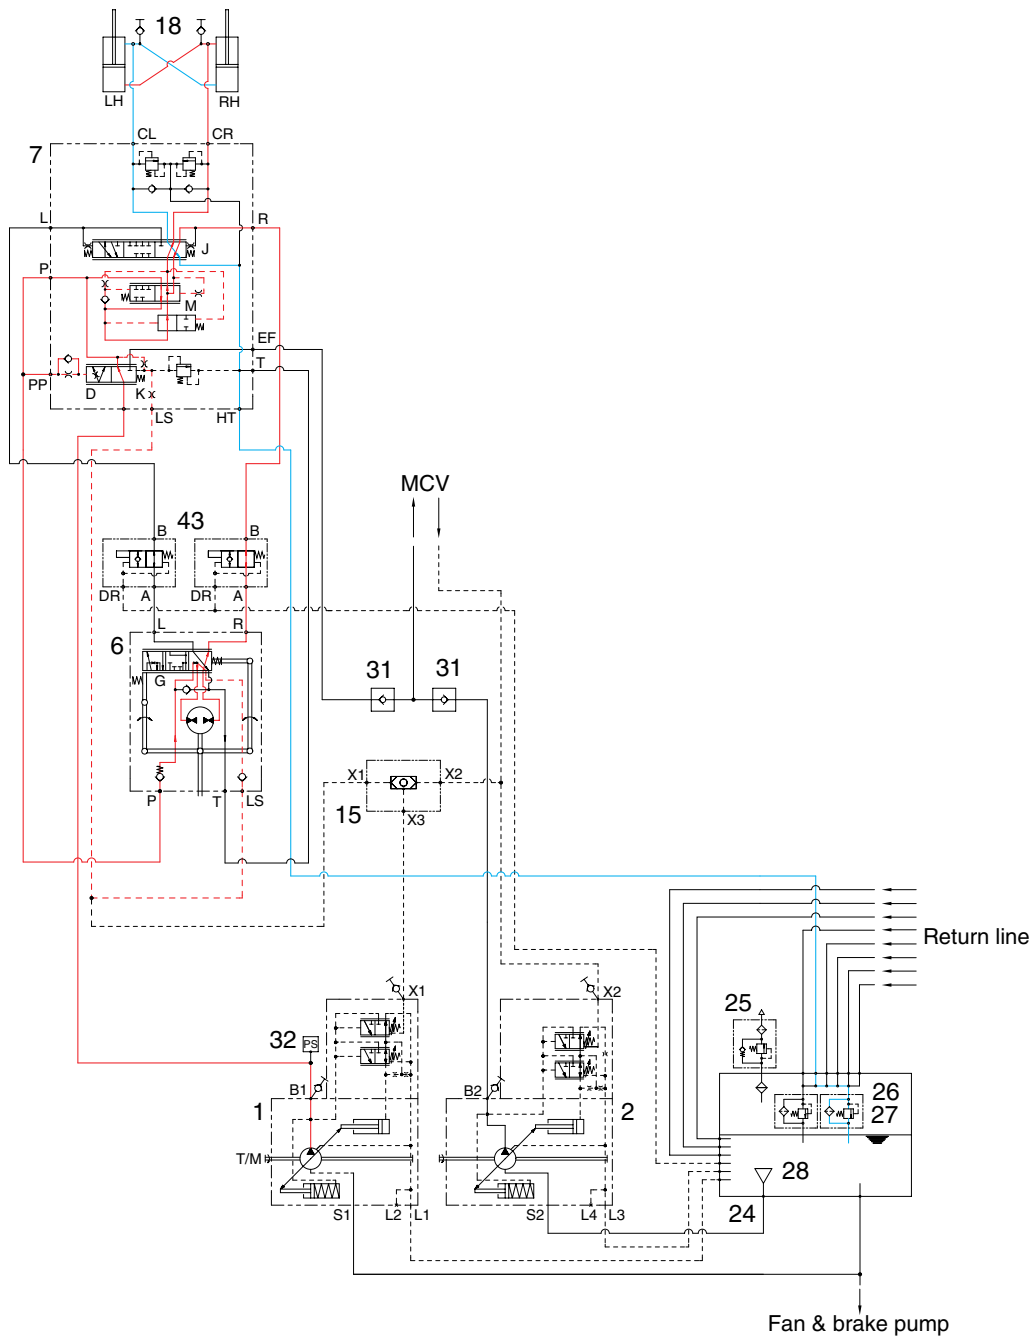 18
LH
RH
CL
CR
7
L
R
J
P
M
EF
T
PP
D
K
LS
HT
MCV
43
B
B
DR
A
DR
A
L
R
6
G
31
31
P
T
LS
X1
X2
15
X3
Return line
X1
X2
25
32
PS
B1
B2
26
27
1
2
T/M
28
S1
L2
L1
S2
L4
L3
24
Fan & brake pump